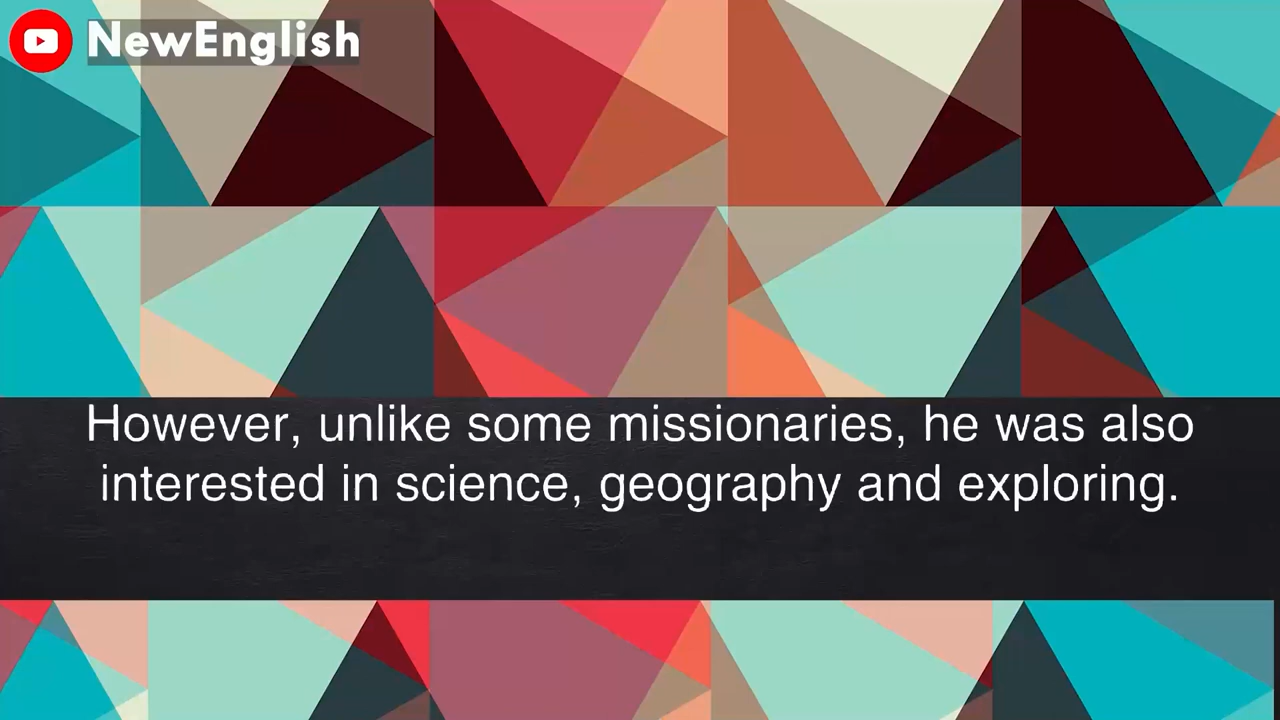 NewEnglish
However, unlike some missionaries, he was also
interested in science, geography and exploring.